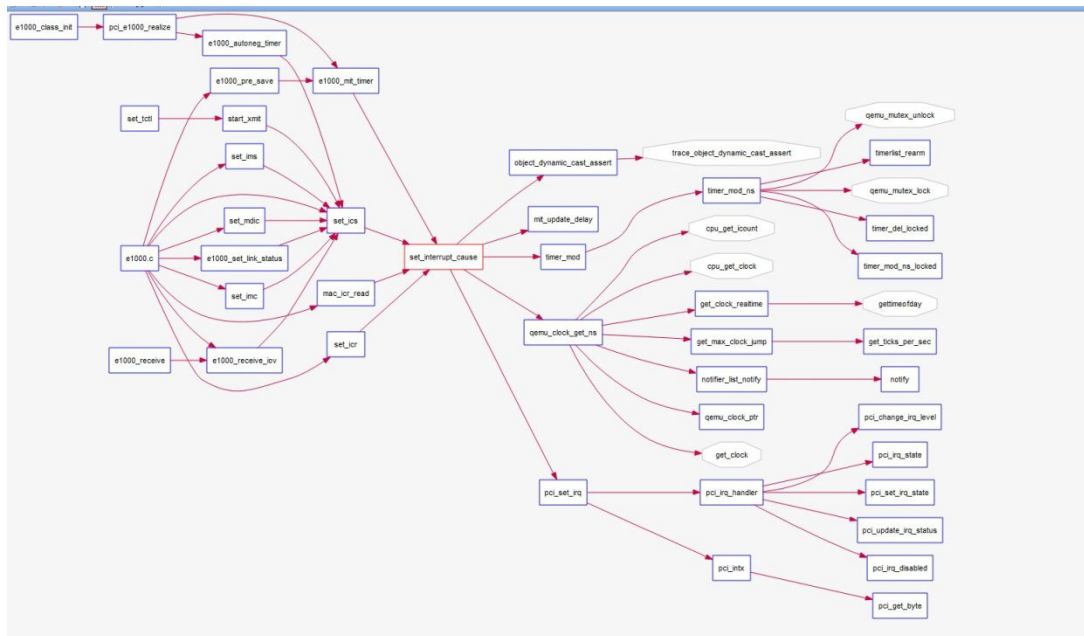 e1000_class_init
pci_e1000_realize
e1000_autoneg_timer
e1000_pre_save
e1000_mit_timer
set_tctl
start_xmit
set_ims
set_mdic
set_ics
e1000.c
e1000_set_link_status
set_imc
mac_icr_read
set_icr
e1000_receive
e1000_receive_iov
set_interrupt_cause
object_dynamic_cast_assert
trace_object_dynamic_cast_assert
mit_update_delay
timer_mod
timer_mod_ns
qemu_mutex_unlock
timerlist_rearm
qemu_mutex_lock
timer_del_locked
timer_mod_ns_locked
qemu_clock_get_ns
cpu_get_icount
cpu_get_clock
get_clock_realtime
gettimeofday
get_max_clock_jump
get_ticks_per_sec
notifier_list_notify
notify
qemu_clock_ptr
get_clock
pci_set_irq
pci_irq_handler
pci_change_irq_level
pci_irq_state
pci_set_irq_state
pci_update_irq_status
pci_irq_disabled
pci_intx
pci_get_byte